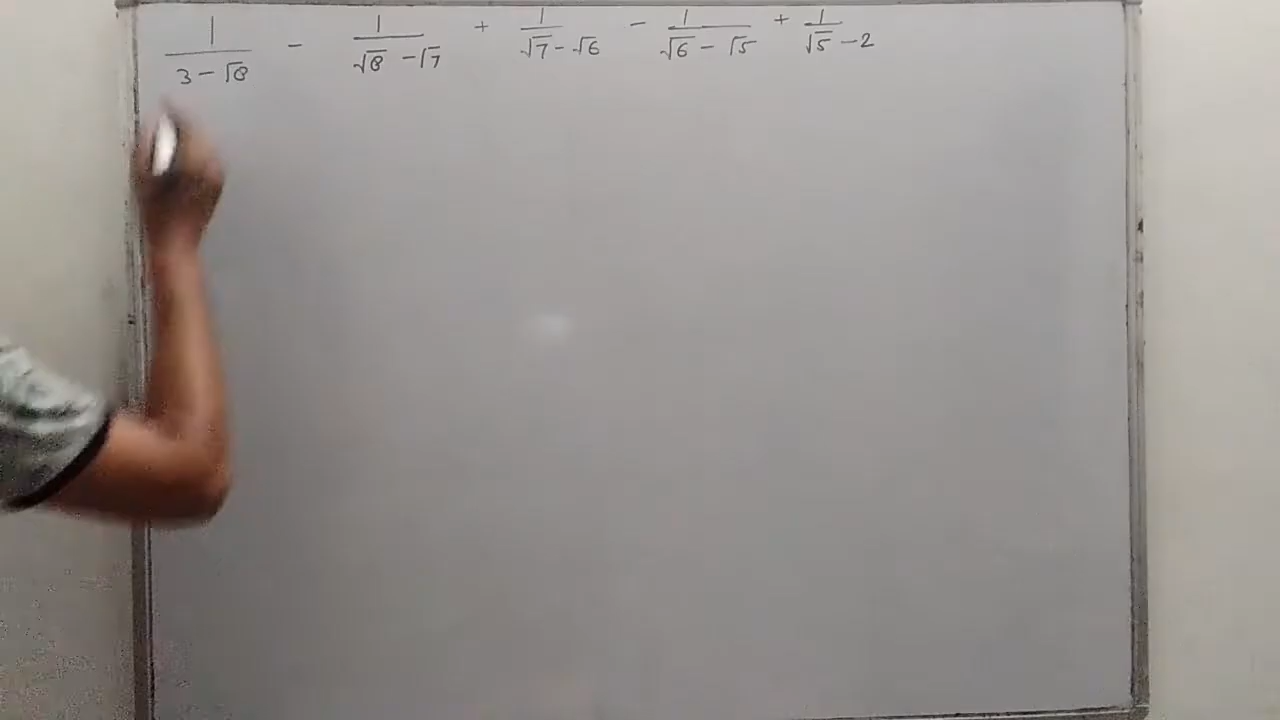 1/(3-√8) - 1/(√8-√7) + 1/(√7-√6) - 1/(√6-√5) + 1/(√5-2)